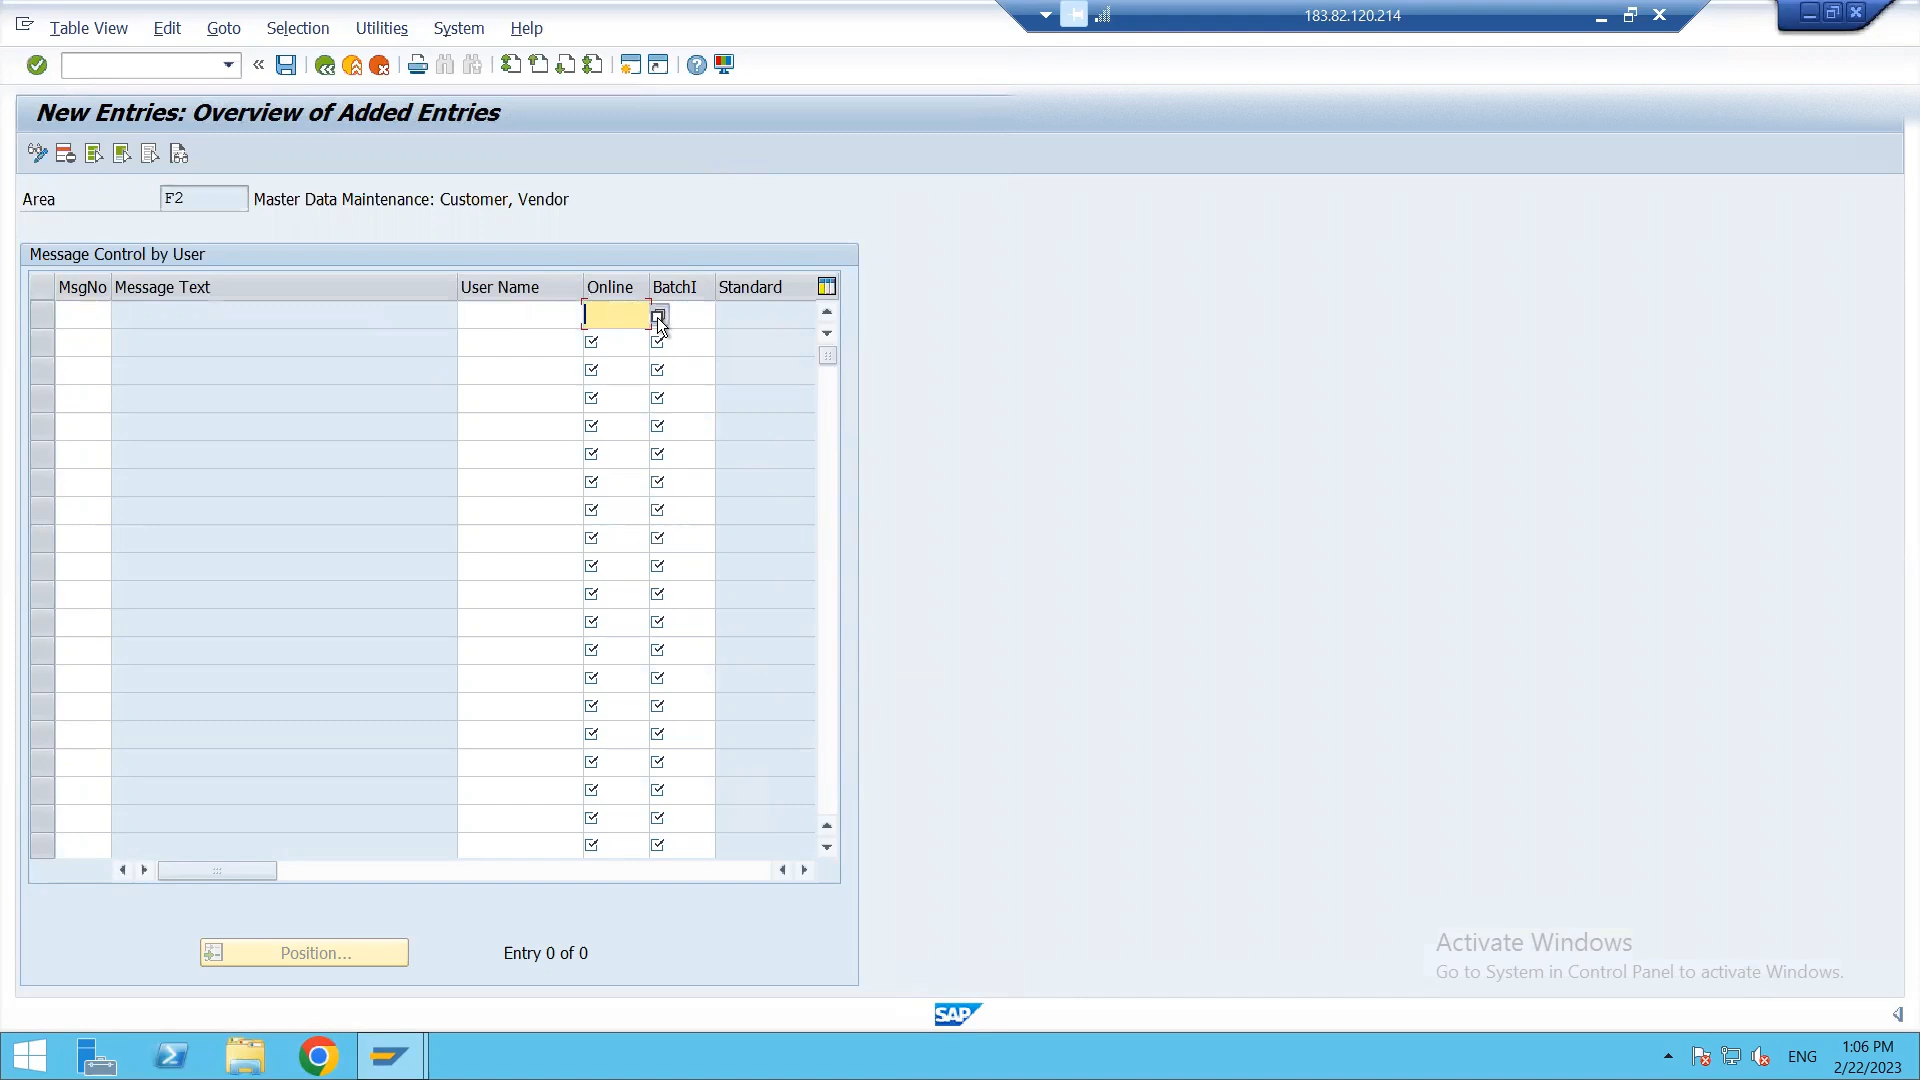 183.82.120.214
Table View Edit Goto Selection Utilities System Help
New Entries: Overview of Added Entries
Area F2 Master Data Maintenance: Customer, Vendor
Message Control by User
MsgNo Message Text User Name Online BatchI Standard
Position... Entry 0 of 0
Activate Windows
Go to System in Control Panel to activate Windows.
SAP
ENG 1:06 PM
2/22/2023